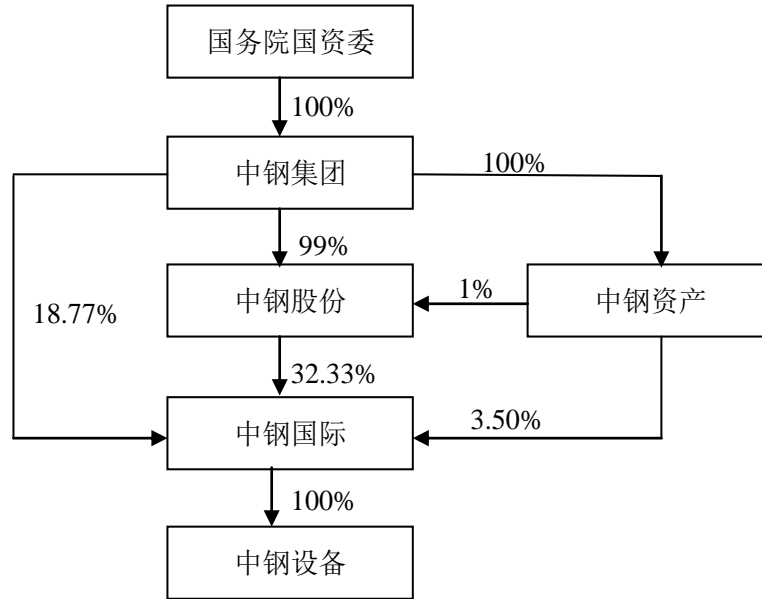 国务院国资委
100%
中钢集团
100%
99%
中钢股份
1%
中钢资产
18.77%
32.33%
中钢国际
3.50%
100%
中钢设备